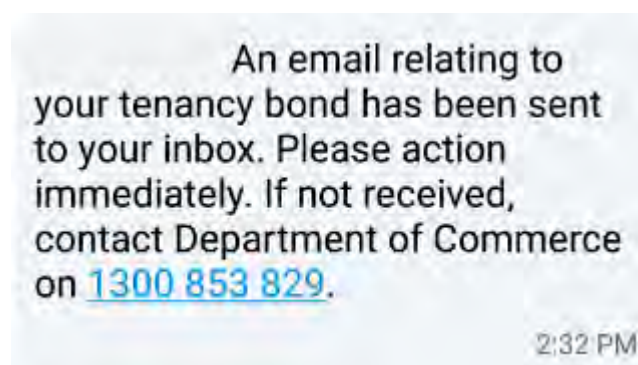 An email relating to
your tenancy bond has been sent
to your inbox. Please action
immediately. If not received,
contact Department of Commerce
on 1300 853 829.
2:32 PM